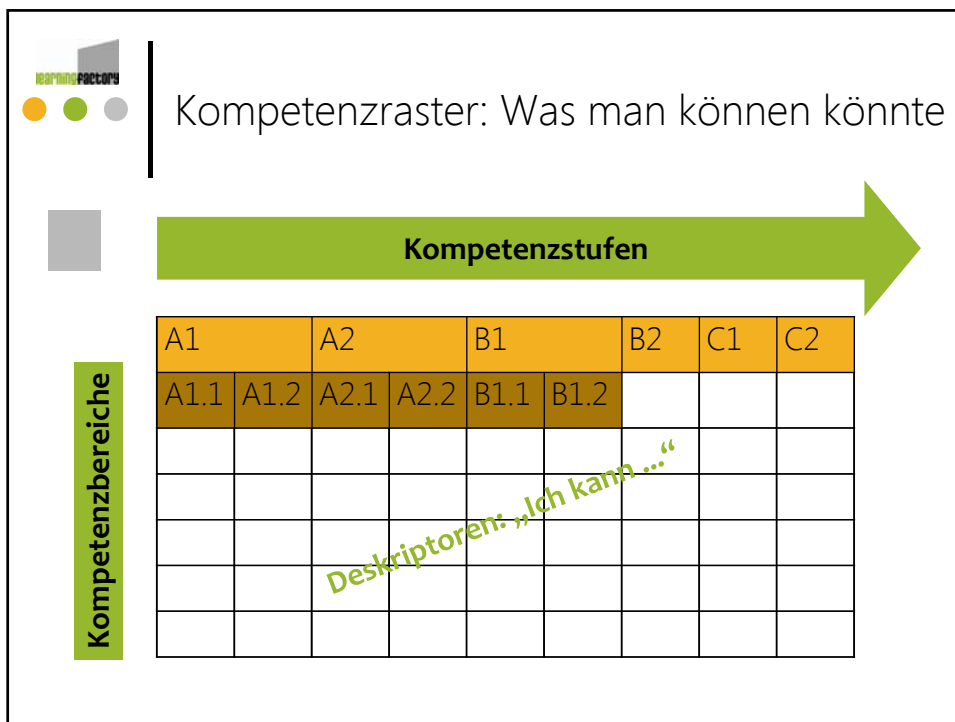 learningfactory
Kompetenzraster: Was man können könnte
Kompetenzstufen
Kompetenzbereiche
A1 A2 B1 B2 C1 C2
A1.1 A1.2 A2.1 A2.2 B1.1 B1.2
Deskriptoren: „Ich kann ...“